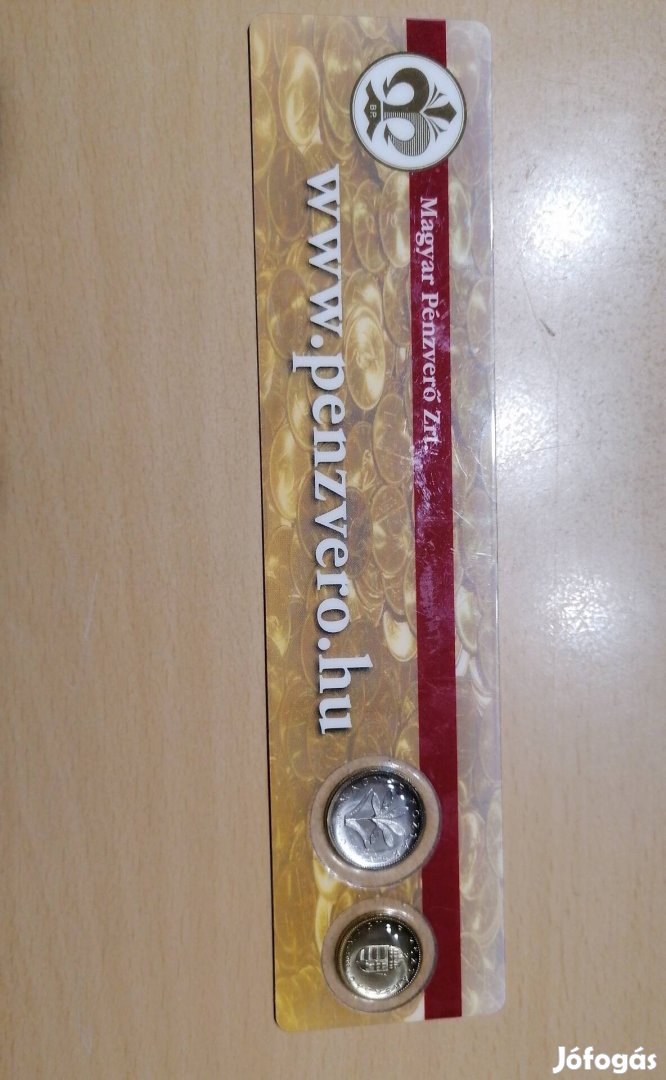 BP.
Magyar Pénzverő Zrt.
www.penzvero.hu
Jófogás